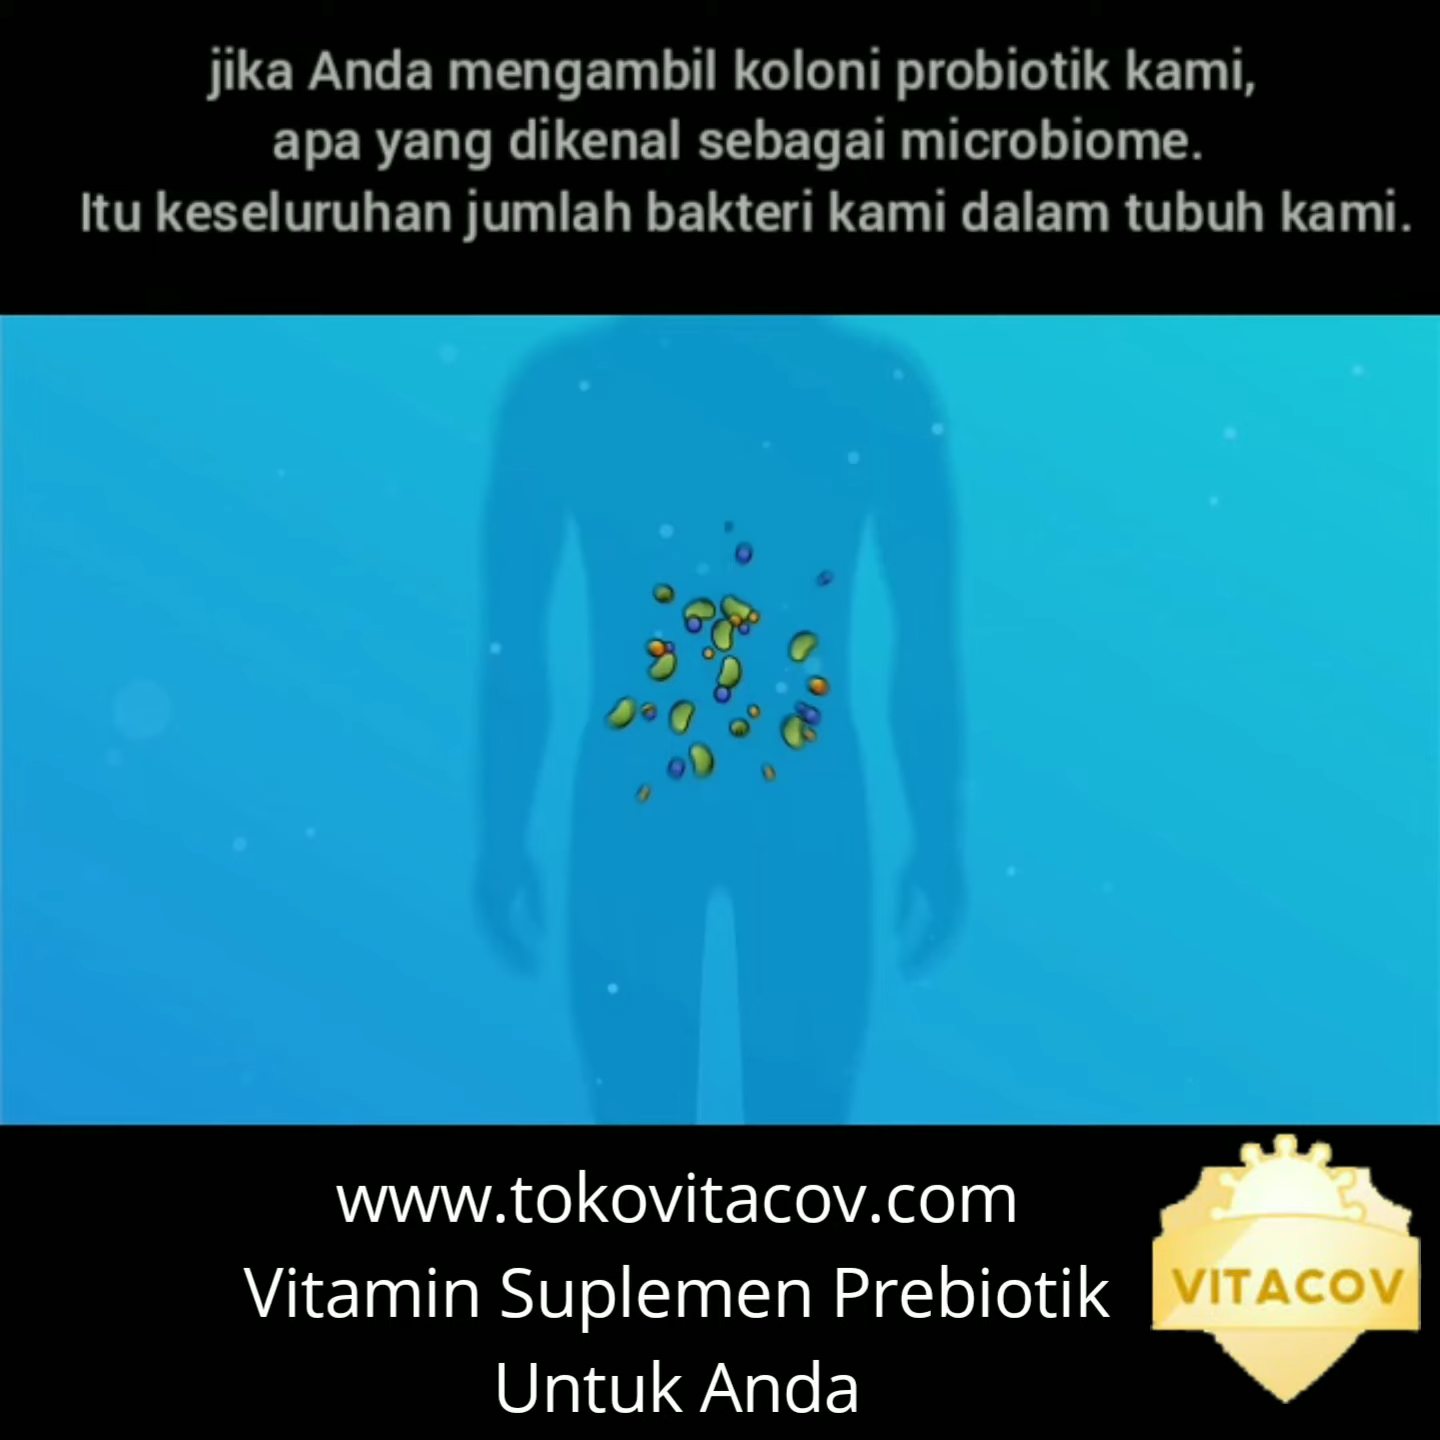 jika Anda mengambil koloni probiotik kami,
apa yang dikenal sebagai microbiome.
Itu keseluruhan jumlah bakteri kami dalam tubuh kami.
www.tokovitacov.com
Vitamin Suplemen Prebiotik
Untuk Anda
VITACOV